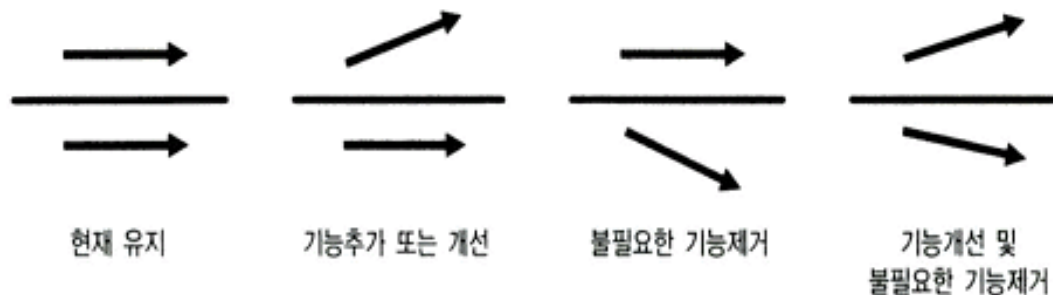 현재 유지
기능추가 또는 개선
불필요한 기능제거
기능개선 및
불필요한 기능제거